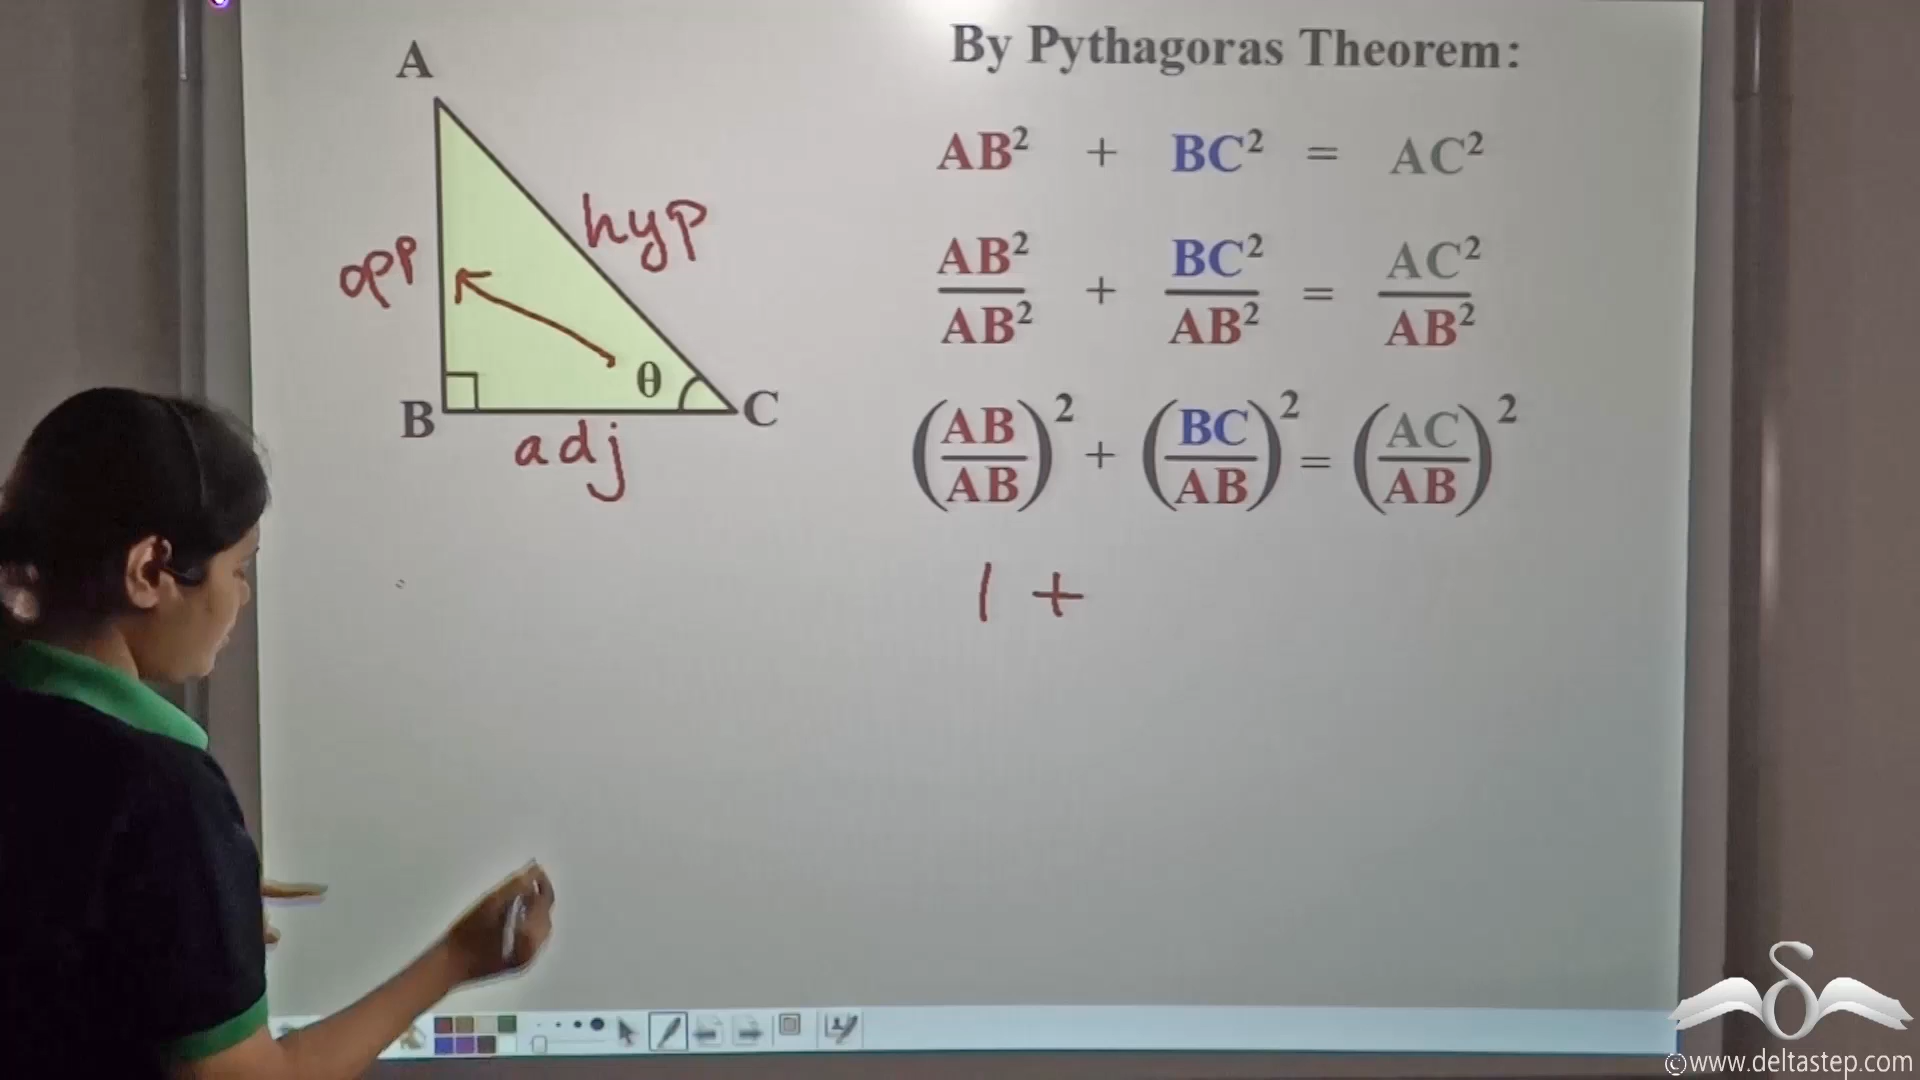 By Pythagoras Theorem:
A
AB² + BC² = AC²
hyp
opp
AB²/AB² + BC²/AB² = AC²/AB²
θ
B
C
adj
(AB/AB)² + (BC/AB)² = (AC/AB)²
1 +
©www.deltastep.com